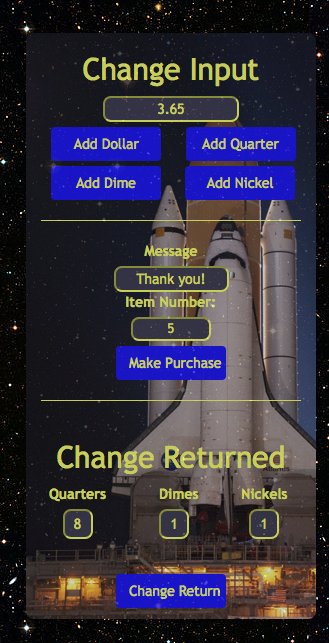 Change Input
3.65
Add Dollar Add Quarter
Add Dime Add Nickel
Message
Thank you!
Item Number:
5
Make Purchase
Change Returned
Quarters Dimes Nickels
8 1 1
Change Return